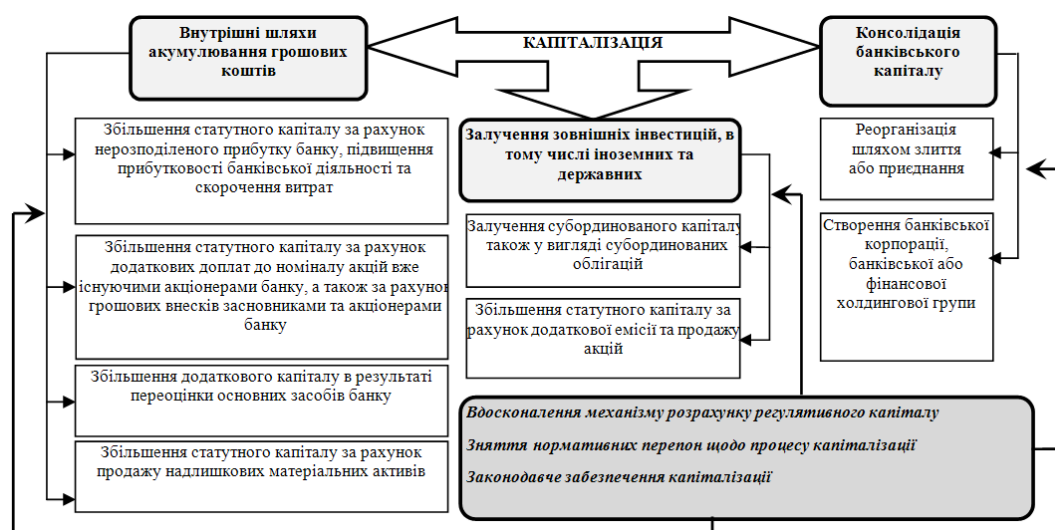 Внутрішні шляхи
акумулювання грошових
коштів
КАПІТАЛІЗАЦІЯ
Консолідація
банківського
капіталу
Збільшення статутного капіталу за рахунок
нерозподіленого прибутку банку, підвищення
прибутковості банківської діяльності та
скорочення витрат
Збільшення статутного капіталу за рахунок
додаткових доплат до номіналу акцій вже
існуючими акціонерами банку, а також за рахунок
грошових внесків засновниками та акціонерами
банку
Збільшення додаткового капіталу в результаті
переоцінки основних засобів банку
Збільшення статутного капіталу за рахунок
продажу надлишкових матеріальних активів
Залучення зовнішніх інвестицій, в
тому числі іноземних та
державних
Залучення субординованого капіталу
також у вигляді субординованих
облігацій
Збільшення статутного капіталу за
рахунок додаткової емісії та продажу
акцій
Реорганізація
шляхом злиття
або приєднання
Створення банківської
корпорації,
банківської або
фінансової
холдингової групи
Вдосконалення механізму розрахунку регулятивного капіталу
Зняття нормативних перепон щодо процесу капіталізації
Законодавче забезпечення капіталізації